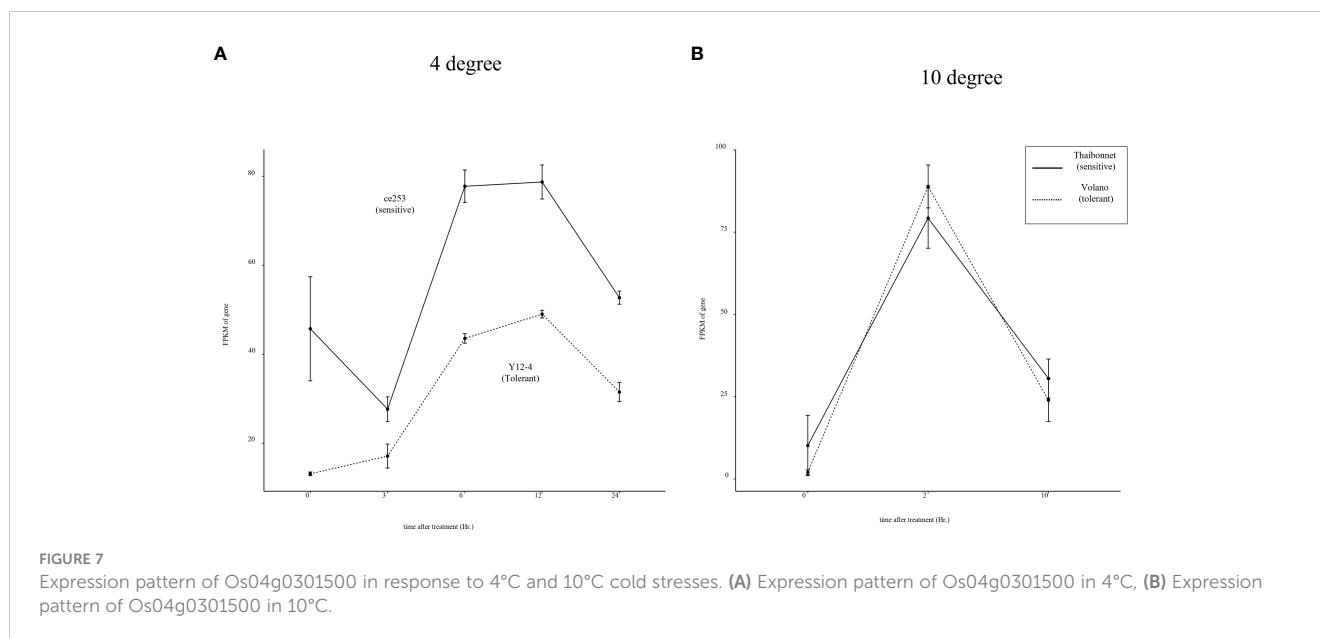 A
4 degree
80
60
40
20
FPKM of gene
ce253
(sensitive)
Y12-4
(Tolerant)
0
3
6
12
24
time after treatment (Hr.)
B
10 degree
100
75
50
25
0
FPKM of gene
Thaibonnet
(sensitive)
Volano
(tolerant)
0
2
10
time after treatment (Hr.)
FIGURE 7
Expression pattern of Os04g0301500 in response to 4°C and 10°C cold stresses. (A) Expression pattern of Os04g0301500 in 4°C, (B) Expression
pattern of Os04g0301500 in 10°C.